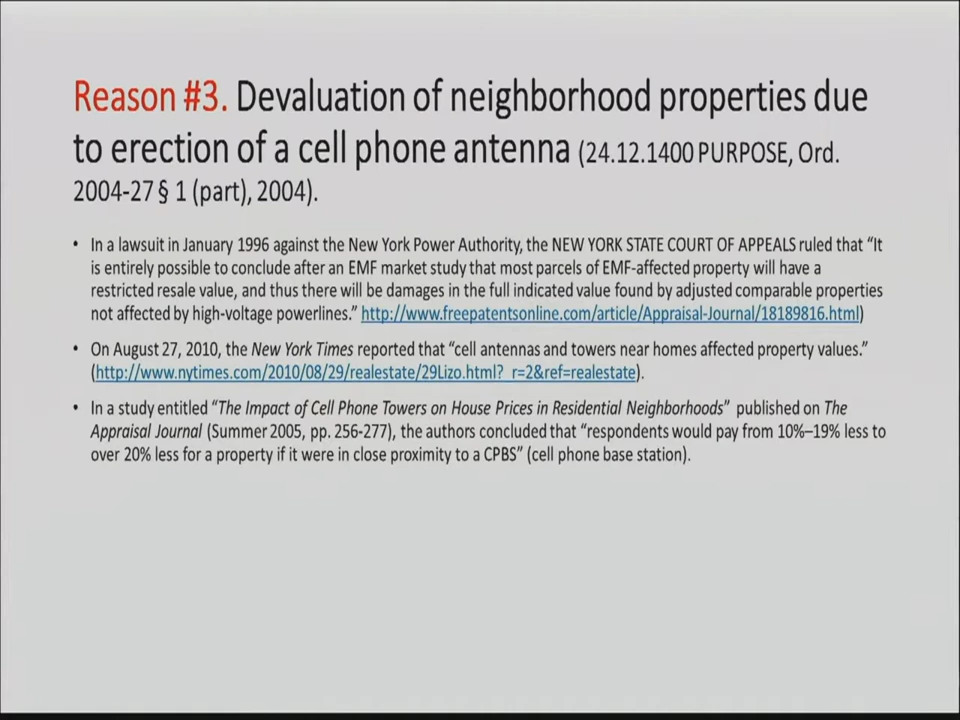 Reason #3. Devaluation of neighborhood properties due
to erection of a cell phone antenna (24.12.1400 PURPOSE, Ord.
2004-27 § 1 (part), 2004).
• In a lawsuit in January 1996 against the New York Power Authority, the NEW YORK STATE COURT OF APPEALS ruled that “It
is entirely possible to conclude after an EMF market study that most parcels of EMF-affected property will have a
restricted resale value, and thus there will be damages in the full indicated value found by adjusted comparable properties
not affected by high-voltage powerlines.” http://www.freepatentsonline.com/article/Appraisal-Journal/18189816.html)
• On August 27, 2010, the New York Times reported that “cell antennas and towers near homes affected property values.”
(http://www.nytimes.com/2010/08/29/realestate/29Lizo.html?_r=2&ref=realestate).
• In a study entitled “The Impact of Cell Phone Towers on House Prices in Residential Neighborhoods” published on The
Appraisal Journal (Summer 2005, pp. 256-277), the authors concluded that “respondents would pay from 10%–19% less to
over 20% less for a property if it were in close proximity to a CPBS” (cell phone base station).